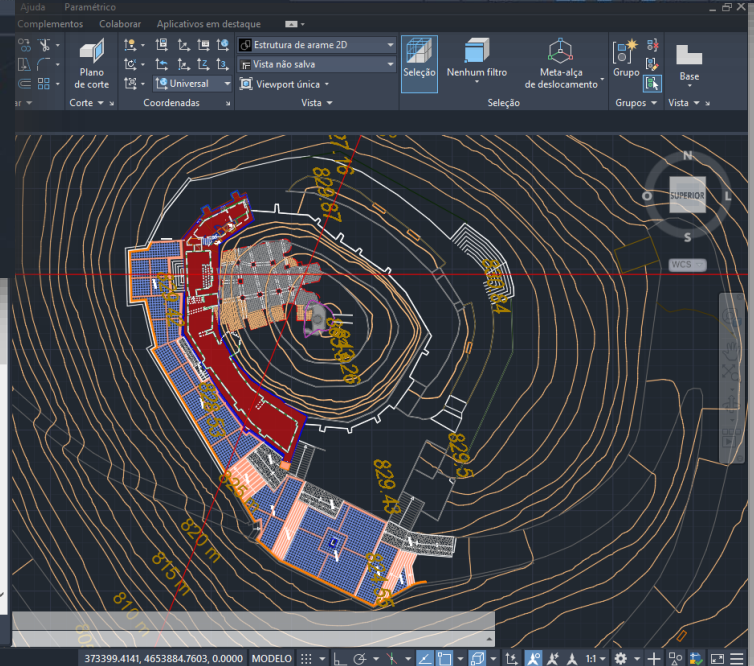 Ajuda Paramétrico
Complementos Colaborar Aplicativos em destaque
Plano
de corte
Corte
Universal
Coordenadas
Estrutura de arame 2D
Vista não salva
Viewport única
Vista
Seleção
Nenhum filtro
Meta-alça
de deslocamento
Seleção
Grupo
Grupos
Base
Vista
N
O
SUPERIOR
L
S
WCS
829.5
829.43
825 m
820 m
815 m
810 m
373399.4141, 4653884.7603, 0.0000 MODELO
1:1